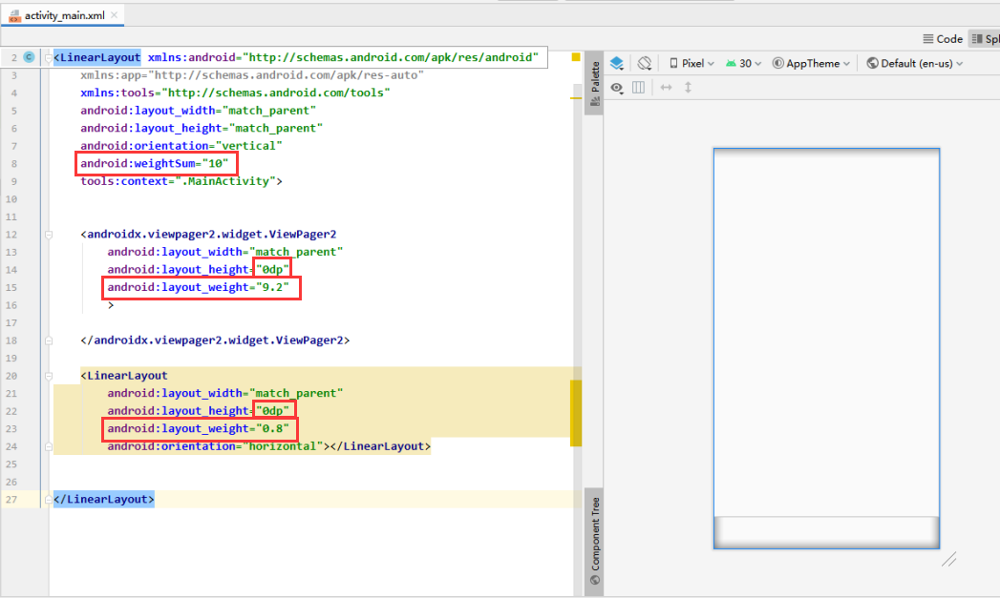 activity_main.xml
Code
Spl
2 <LinearLayout xmlns:android="http://schemas.android.com/apk/res/android"
3 xmlns:app="http://schemas.android.com/apk/res-auto"
4 xmlns:tools="http://schemas.android.com/tools"
5 android:layout_width="match_parent"
6 android:layout_height="match_parent"
7 android:orientation="vertical"
8 android:weightSum="10"
9 tools:context=".MainActivity">
10
11
12 <androidx.viewpager2.widget.ViewPager2
13 android:layout_width="match_parent"
14 android:layout_height="0dp"
15 android:layout_weight="9.2"
16 >
17
18 </androidx.viewpager2.widget.ViewPager2>
19
20 <LinearLayout
21 android:layout_width="match_parent"
22 android:layout_height="0dp"
23 android:layout_weight="0.8"
24 android:orientation="horizontal"></LinearLayout>
25
26
27 </LinearLayout>
Palette
Component Tree
Pixel
30
AppTheme
Default (en-us)